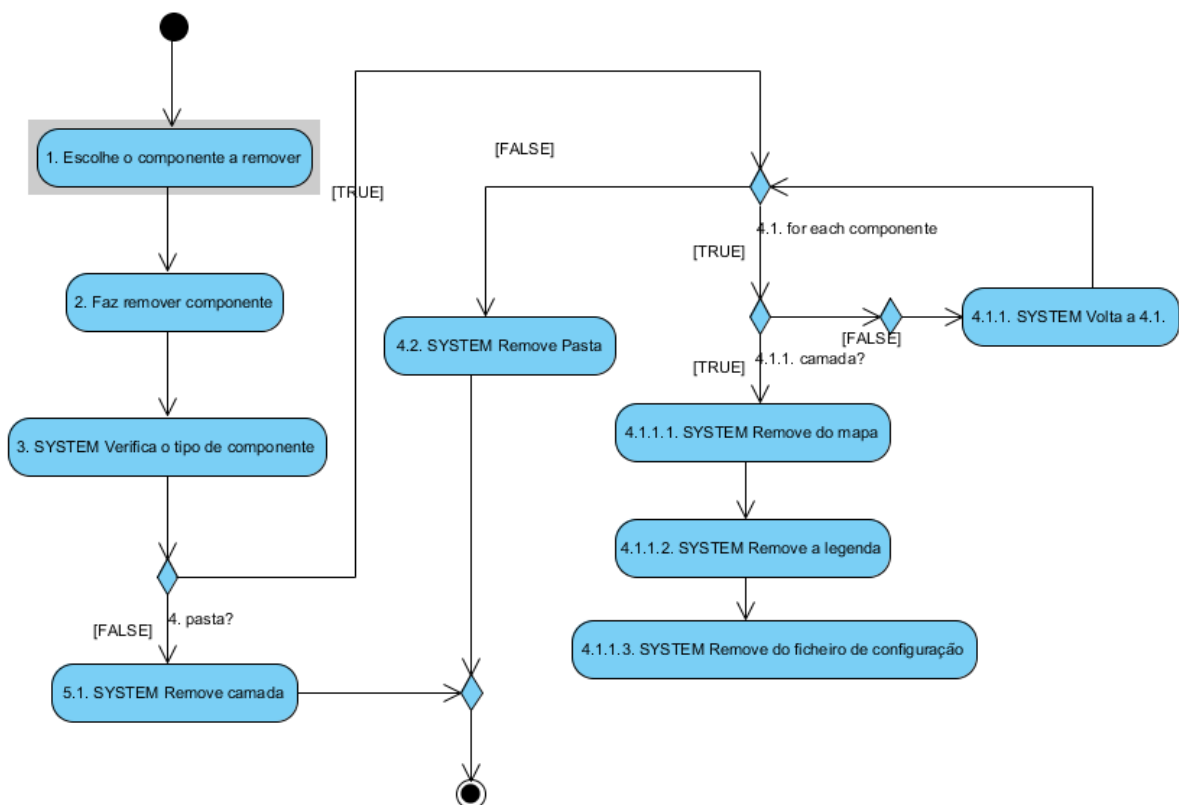 1. Escolhe o componente a remover
[FALSE]
[TRUE]
4.1. for each componente
[TRUE]
2. Faz remover componente
4.1.1. SYSTEM Volta a 4.1.
4.2. SYSTEM Remove Pasta
[FALSE]
4.1.1. camada?
[TRUE]
3. SYSTEM Verifica o tipo de componente
4.1.1.1. SYSTEM Remove do mapa
4.1.1.2. SYSTEM Remove a legenda
4. pasta?
[FALSE]
4.1.1.3. SYSTEM Remove do ficheiro de configuração
5.1. SYSTEM Remove camada